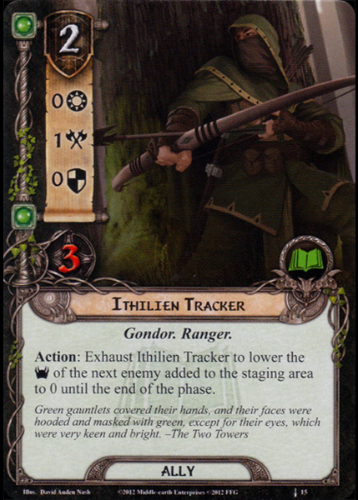 2
0
1
0
3
ITHILIEN TRACKER
Gondor. Ranger.
Action: Exhaust Ithilien Tracker to lower the
of the next enemy added to the staging area
to 0 until the end of the phase.
Green gauntlets covered their hands, and their faces were
hooded and masked with green, except for their eyes, which
were very keen and bright. –The Two Towers
ALLY
Illus. David Auden Nash ©2012 Middle-earth Enterprises • 2012 FFG 15